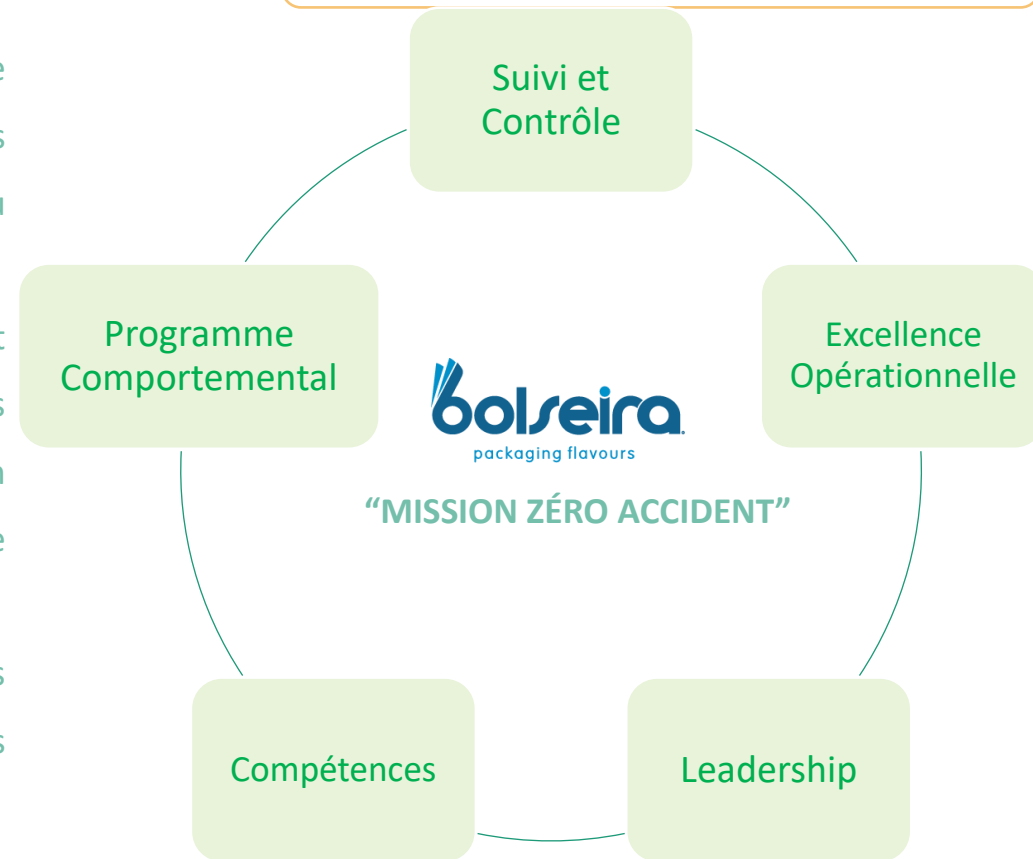 Suivi et
Contrôle
Programme
Comportemental
Excellence
Opérationnelle
bolseira
packaging flavours
“MISSION ZÉRO ACCIDENT”
Compétences
Leadership